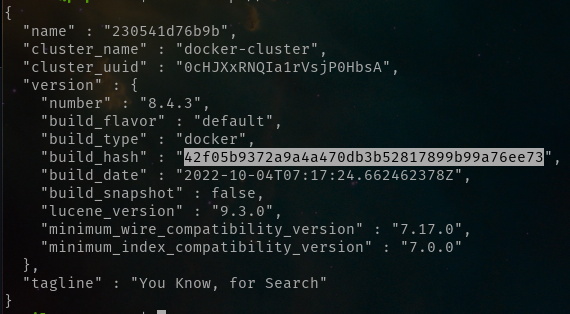 {
  "name" : "230541d76b9b",
  "cluster_name" : "docker-cluster",
  "cluster_uuid" : "0cHJXxRNQIa1rVsjP0HbsA",
  "version" : {
    "number" : "8.4.3",
    "build_flavor" : "default",
    "build_type" : "docker",
    "build_hash" : "42f05b9372a9a4a470db3b52817899b99a76ee73",
    "build_date" : "2022-10-04T07:17:24.662462378Z",
    "build_snapshot" : false,
    "lucene_version" : "9.3.0",
    "minimum_wire_compatibility_version" : "7.17.0",
    "minimum_index_compatibility_version" : "7.0.0"
  },
  "tagline" : "You Know, for Search"
}